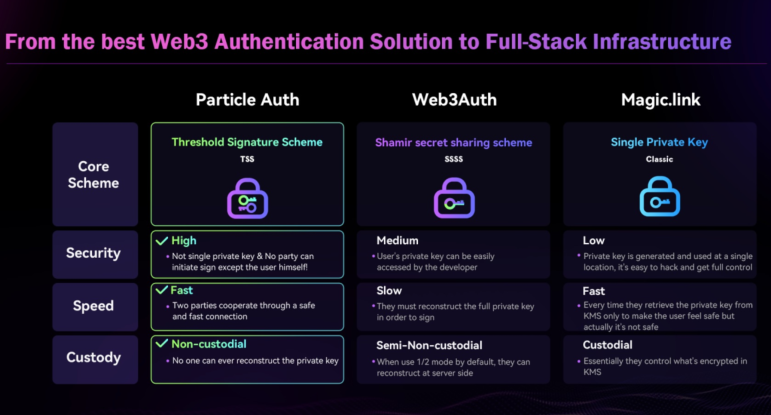 From the best Web3 Authentication Solution to Full-Stack Infrastructure
Particle Auth
Web3Auth
Magic.link
Core
Scheme
Threshold Signature Scheme
TSS
Shamir secret sharing scheme
SSSS
Single Private Key
Classic
Security
High
• Not single private key & No party can
initiate sign except the user himself!
Medium
• User's private key can be easily
accessed by the developer
Low
• Private key is generated and used at a single
location, it's easy to hack and get full control
Speed
Fast
• Two parties cooperate through a safe
and fast connection
Slow
• They must reconstruct the full private key
in order to sign
Fast
• Every time they retrieve the private key from
KMS only to make the user feel safe but
actually it's not safe
Custody
Non-custodial
• No one can ever reconstruct the private key
Semi-Non-custodial
• When use 1/2 mode by default, they can
reconstruct at server side
Custodial
• Essentially they control what's encrypted in
KMS